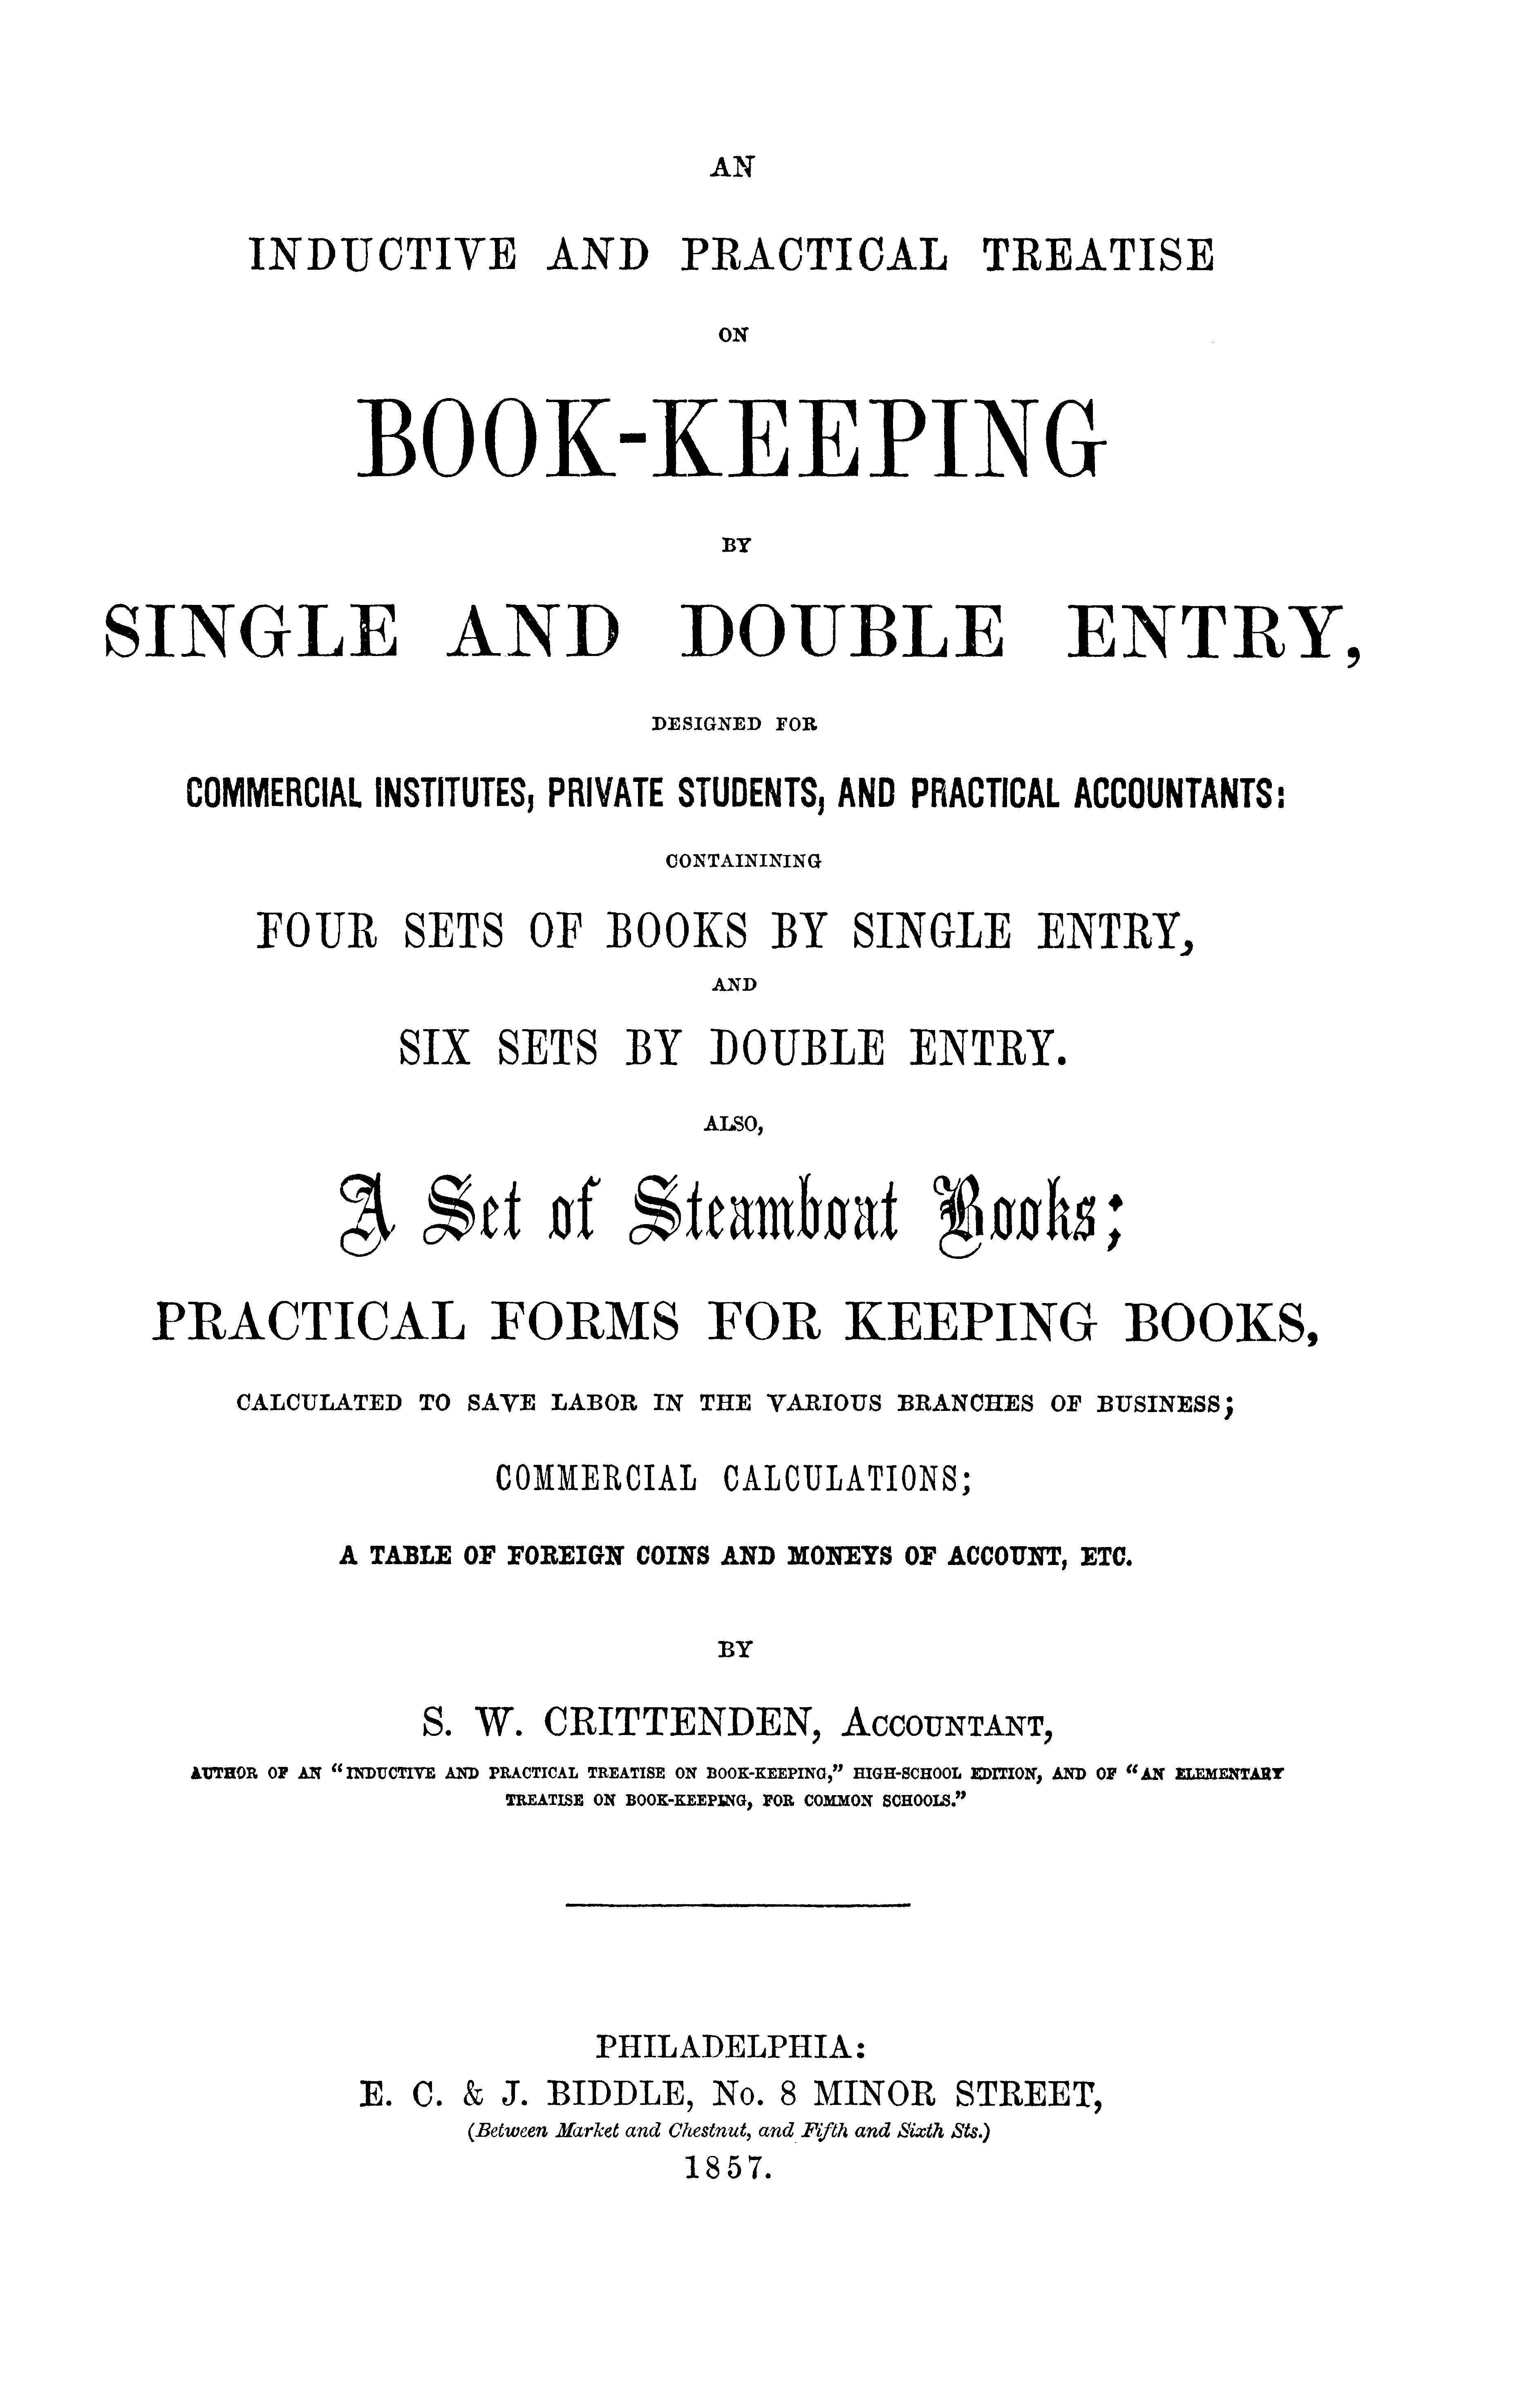 AN
INDUCTIVE AND PRACTICAL TREATISE
ON
BOOK-KEEPING
BY
SINGLE AND DOUBLE ENTRY,
DESIGNED FOR
COMMERCIAL INSTITUTES, PRIVATE STUDENTS, AND PRACTICAL ACCOUNTANTS:
CONTAININING
FOUR SETS OF BOOKS BY SINGLE ENTRY,
AND
SIX SETS BY DOUBLE ENTRY.
ALSO,
A Set of Steamboat Books;
PRACTICAL FORMS FOR KEEPING BOOKS,
CALCULATED TO SAVE LABOR IN THE VARIOUS BRANCHES OF BUSINESS;
COMMERCIAL CALCULATIONS;
A TABLE OF FOREIGN COINS AND MONEYS OF ACCOUNT, ETC.
BY
S. W. CRITTENDEN, ACCOUNTANT,
AUTHOR OF AN "INDUCTIVE AND PRACTICAL TREATISE ON BOOK-KEEPING," HIGH-SCHOOL EDITION, AND OF "AN ELEMENTARY
TREATISE ON BOOK-KEEPING, FOR COMMON SCHOOLS."
PHILADELPHIA:
E. C. & J. BIDDLE, No. 8 MINOR STREET,
(Between Market and Chestnut, and Fifth and Sixth Sts.)
1857.